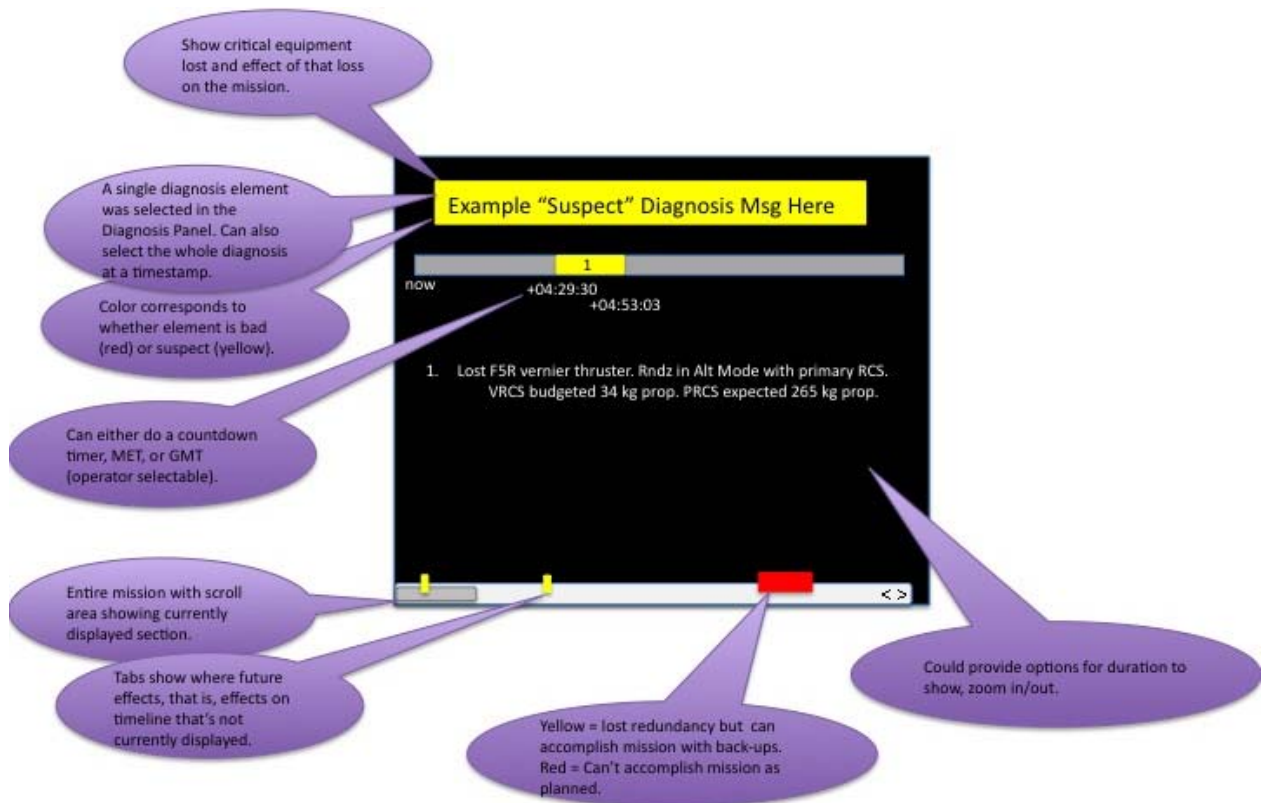 Show critical equipment
lost and effect of that loss
on the mission.
A single diagnosis element
was selected in the
Diagnosis Panel. Can also
select the whole diagnosis
at a timestamp.
Color corresponds to
whether element is bad
(red) or suspect (yellow).
Can either do a countdown
timer, MET, or GMT
(operator selectable).
Entire mission with scroll
area showing currently
displayed section.
Tabs show where future
effects, that is, effects on
timeline that's not
currently displayed.
Example “Suspect” Diagnosis Msg Here
1
now
+04:29:30
+04:53:03
1. Lost F5R vernier thruster. Rndz in Alt Mode with primary RCS.
VRCS budgeted 34 kg prop. PRCS expected 265 kg prop.
< >
Yellow = lost redundancy but can
accomplish mission with back-ups.
Red = Can't accomplish mission as
planned.
Could provide options for duration to
show, zoom in/out.